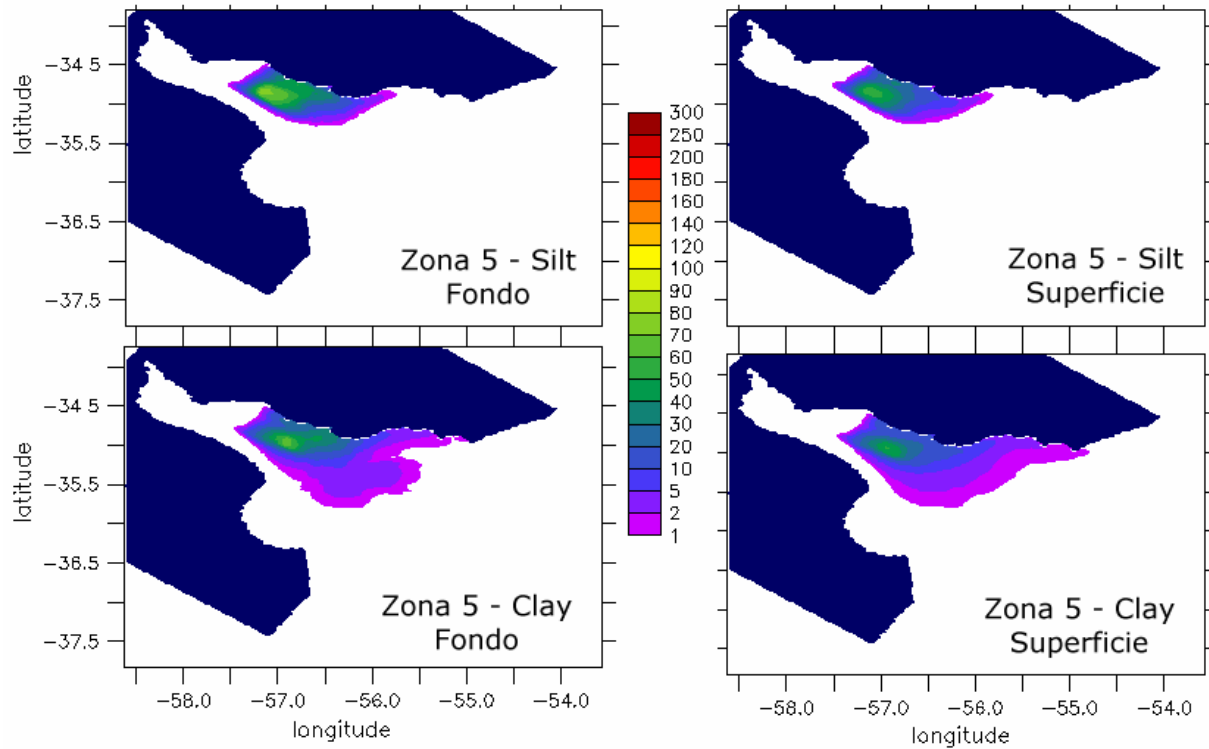 latitude
−34.5
−35.5
−36.5
−37.5
Zona 5 - Silt
Fondo
Zona 5 - Silt
Superficie
300
250
200
180
160
140
120
100
90
80
70
60
50
40
30
20
10
5
2
1
latitude
−34.5
−35.5
−36.5
−37.5
Zona 5 - Clay
Fondo
Zona 5 - Clay
Superficie
−58.0 −57.0 −56.0 −55.0 −54.0
longitude
−58.0 −57.0 −56.0 −55.0 −54.0
longitude